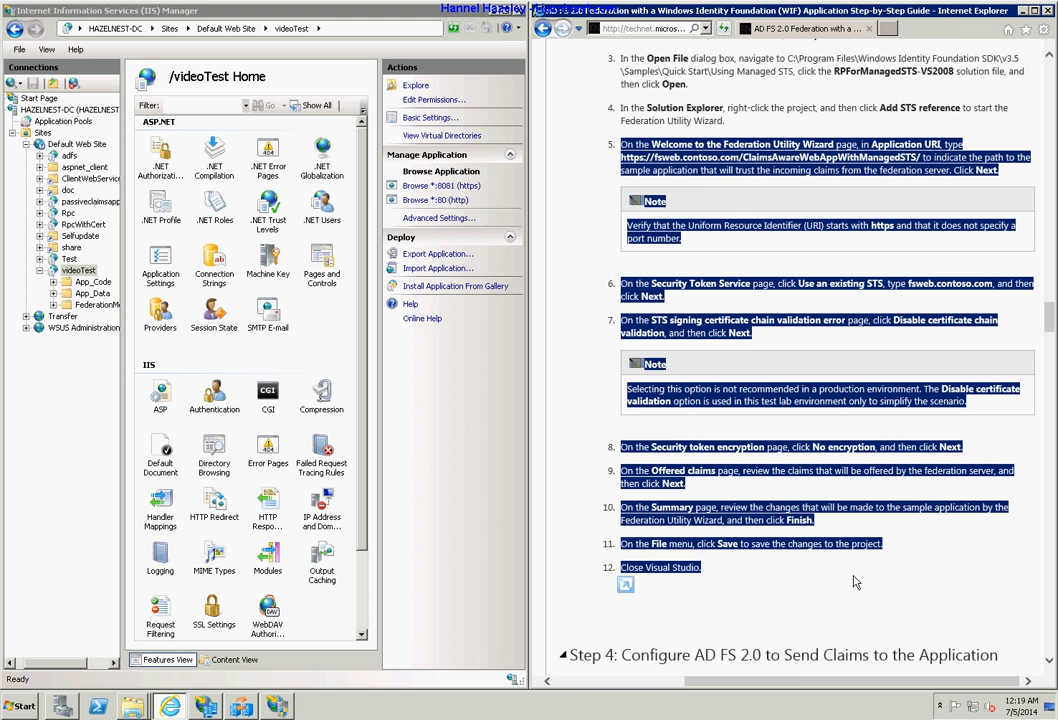 Internet Information Services (IIS) Manager
Hannel Hazeley -
AD FS 2.0 Federation with a Windows Identity Foundation (WIF) Application Step-by-Step Guide - Internet Explorer
HAZELNEST-DC
Sites
Default Web Site
videoTest
http://technet.micros...
AD FS 2.0 Federation with a ...
File
View
Help
Connections
Start Page
HAZELNEST-DC (HAZELNEST
Application Pools
Sites
Default Web Site
adfs
aspnet_client
ClientWebService
doc
passiveclaimsapp
Rpc
RpcWithCert
Selfupdate
share
Test
videoTest
App_Code
App_Data
FederationMe
Transfer
WSUS Administration
/videoTest Home
Filter:
Go
Show All
ASP.NET
.NET Authorizati...
.NET Compilation
.NET Error Pages
.NET Globalization
.NET Profile
.NET Roles
.NET Trust Levels
.NET Users
Application Settings
Connection Strings
Machine Key
Pages and Controls
Providers
Session State
SMTP E-mail
IIS
ASP
Authentication
CGI
Compression
Default Document
Directory Browsing
Error Pages
Failed Request Tracing Rules
Handler Mappings
HTTP Redirect
HTTP Respo...
IP Address and Dom...
Logging
MIME Types
Modules
Output Caching
Request Filtering
SSL Settings
WebDAV Authori...
Features View
Content View
Ready
Actions
Explore
Edit Permissions...
Basic Settings...
View Virtual Directories
Manage Application
Browse Application
Browse *:8081 (https)
Browse *:80 (http)
Advanced Settings...
Deploy
Export Application...
Import Application...
Install Application From Gallery
Help
Online Help
3. In the Open File dialog box, navigate to C:\Program Files\Windows Identity Foundation SDK\v3.5
\Samples\Quick Start\Using Managed STS, click the RPForManagedSTS-VS2008 solution file, and
then click Open.
4. In the Solution Explorer, right-click the project, and then click Add STS reference to start the
Federation Utility Wizard.
5. On the Welcome to the Federation Utility Wizard page, in Application URI, type
https://fsweb.contoso.com/ClaimsAwareWebAppWithManagedSTS/ to indicate the path to the
sample application that will trust the incoming claims from the federation server. Click Next.
Note
Verify that the Uniform Resource Identifier (URI) starts with https and that it does not specify a
port number.
6. On the Security Token Service page, click Use an existing STS, type fsweb.contoso.com, and then
click Next.
7. On the STS signing certificate chain validation error page, click Disable certificate chain
validation, and then click Next.
Note
Selecting this option is not recommended in a production environment. The Disable certificate
validation option is used in this test lab environment only to simplify the scenario.
8. On the Security token encryption page, click No encryption, and then click Next.
9. On the Offered claims page, review the claims that will be offered by the federation server, and
then click Next.
10. On the Summary page, review the changes that will be made to the sample application by the
Federation Utility Wizard, and then click Finish.
11. On the File menu, click Save to save the changes to the project.
12. Close Visual Studio.
Step 4: Configure AD FS 2.0 to Send Claims to the Application
Start
12:19 AM
7/5/2014